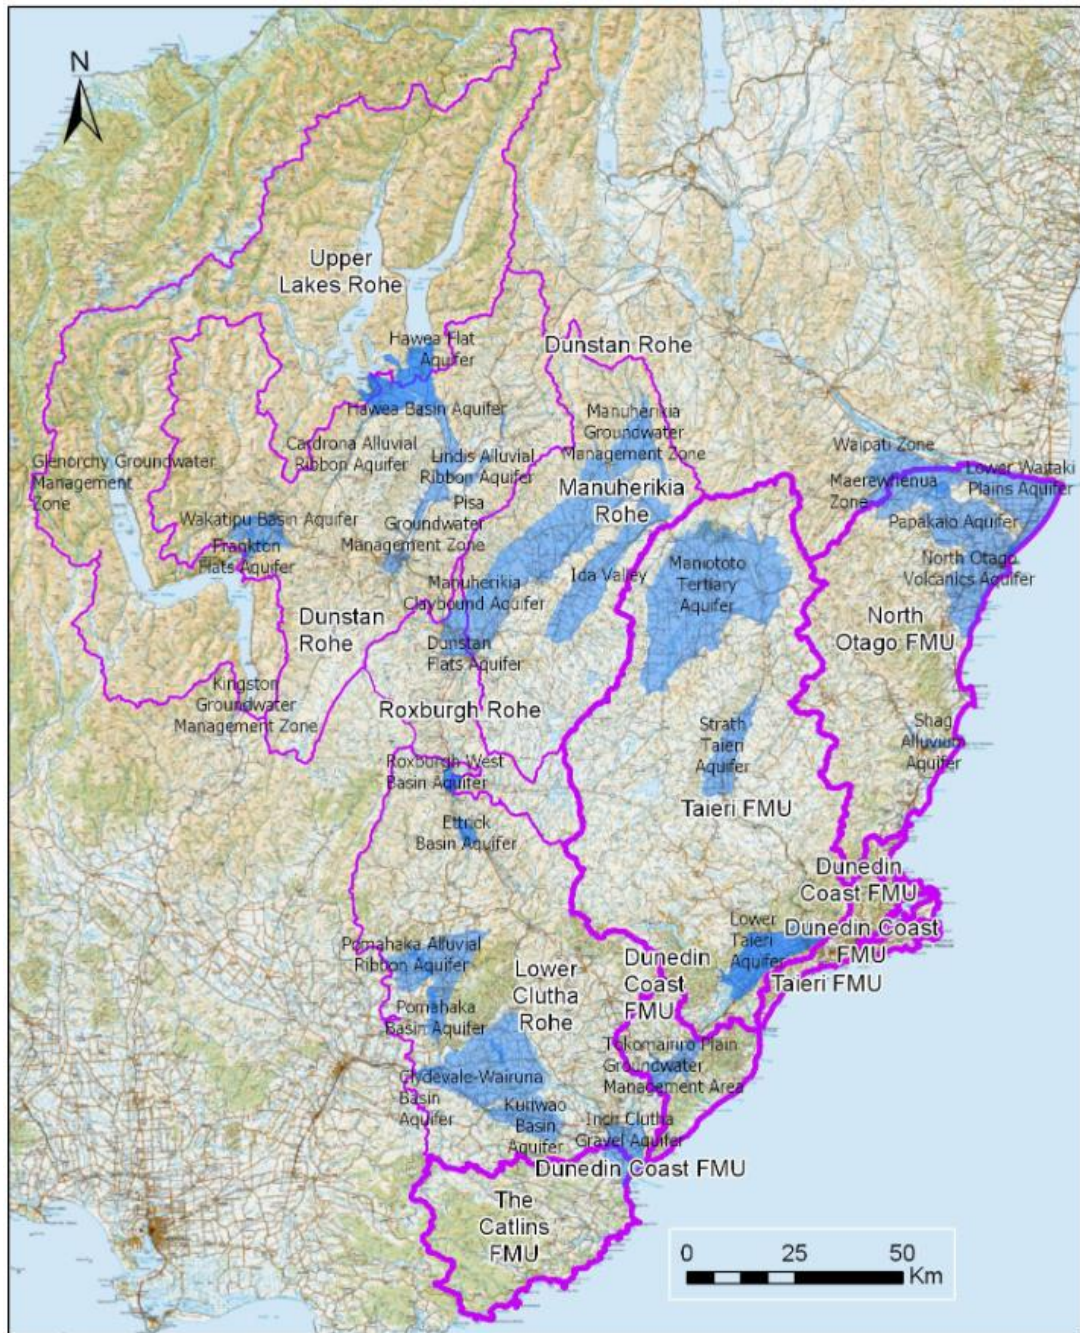 N
Upper
Lakes Rohe
Dunstan Rohe
Hawea Flat
Aquifer
Hawea Basin Aquifer
Manuherikia
Groundwater
Management Zone
Cardrona Alluvial
Ribbon Aquifer
Lindis Alluvial
Ribbon Aquifer
Waipati Zone
Glenorchy Groundwater
Management
Zone
Lower Waitaki
Plains Aquifer
Maerewhenua
Zone
Manuherikia
Rohe
Pisa
Groundwater
Management Zone
Wakatipu Basin Aquifer
Frankton
Flats Aquifer
Papakaio Aquifer
North Otago
Volcanics Aquifer
Ida Valley
Maniototo
Tertiary
Aquifer
Manuherikia
Claybound Aquifer
Dunstan
Rohe
Dunstan
Flats Aquifer
North
Otago FMU
Kingston
Groundwater
Management Zone
Roxburgh Rohe
Strath
Taieri
Aquifer
Shag
Alluvium
Aquifer
Roxburgh West
Basin Aquifer
Taieri FMU
Ettrick
Basin Aquifer
Dunedin
Coast FMU
Lower
Taieri
Aquifer
Dunedin Coast
FMU
Pomahaka Alluvial
Ribbon Aquifer
Lower
Clutha
Rohe
Dunedin
Coast
FMU
Taieri FMU
Pomahaka
Basin Aquifer
Tokomairiro Plain
Groundwater
Management Area
Clydevale-Wairuna
Basin
Aquifer
Kuriwao
Basin
Aquifer
Inch Clutha
Gravel Aquifer
Dunedin Coast FMU
The
Catlins
FMU
0 25 50
Km